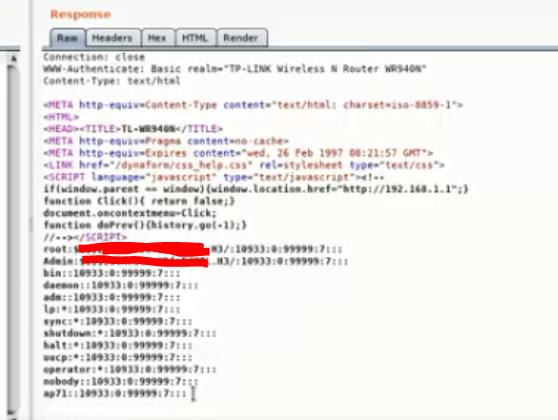 Response
Raw Headers Hex HTML Render
Connection: close
WWW-Authenticate: Basic realm="TP-LINK Wireless N Router WR940N"
Content-Type: text/html
<META http-equiv=Content-Type content="text/html; charset=iso-8859-1">
<HTML>
<HEAD><TITLE>TL-WR940N</TITLE>
<META http-equiv=Pragma content=no-cache>
<META http-equiv=Expires content="wed, 26 Feb 1997 08:21:57 GMT">
<LINK href="/dynaform/css_help.css" rel=stylesheet type="text/css">
<SCRIPT language="javascript" type="text/javascript"><!--
if(window.parent == window){window.location.href="http://192.168.1.1";}
function Click(){ return false;}
document.oncontextmenu=Click;
function doPrev(){history.go(-1);}
//--></SCRIPT>
root:$ .H3/:10933:0:99999:7:::
Admin:$ .H3/:10933:0:99999:7:::
bin::10933:0:99999:7:::
daemon::10933:0:99999:7:::
adm::10933:0:99999:7:::
lp:*:10933:0:99999:7:::
sync:*:10933:0:99999:7:::
shutdown:*:10933:0:99999:7:::
halt:*:10933:0:99999:7:::
uucp:*:10933:0:99999:7:::
operator:*:10933:0:99999:7:::
nobody::10933:0:99999:7:::
ap71::10933:0:99999:7:::